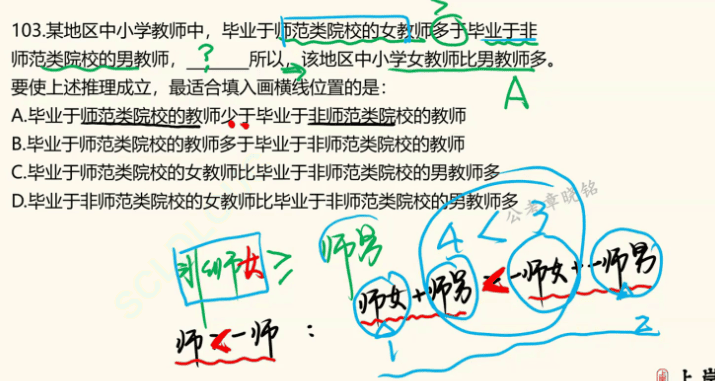 103.某地区中小学教师中，毕业于师范类院校的女教师多于毕业于非
师范类院校的男教师，______所以，该地区中小学女教师比男教师多。
?
要使上述推理成立，最适合填入画横线位置的是：
A
A.毕业于师范类院校的教师少于毕业于非师范类院校的教师
B.毕业于师范类院校的教师多于毕业于非师范类院校的教师
C.毕业于师范类院校的女教师比毕业于非师范类院校的男教师多
D.毕业于非师范类院校的女教师比毕业于非师范类院校的男教师多
公考章晓铭
4 < 3
女 ≥ 师男
师女+师男 < 一师女+一师男
师 < 一师 :
1 2
上岸